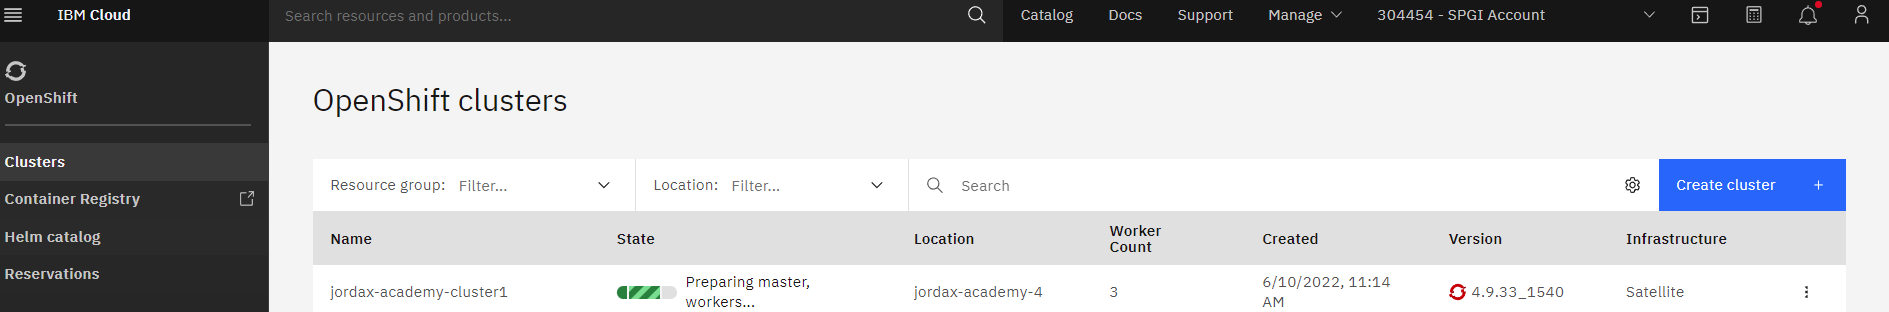 IBM Cloud
Search resources and products...
Catalog
Docs
Support
Manage
304454 - SPGI Account
OpenShift
Clusters
Container Registry
Helm catalog
Reservations
OpenShift clusters
Resource group: Filter...
Location: Filter...
Search
Create cluster +
Name
State
Location
Worker
Count
Created
Version
Infrastructure
jordax-academy-cluster1
Preparing master,
workers...
jordax-academy-4
3
6/10/2022, 11:14
AM
4.9.33_1540
Satellite